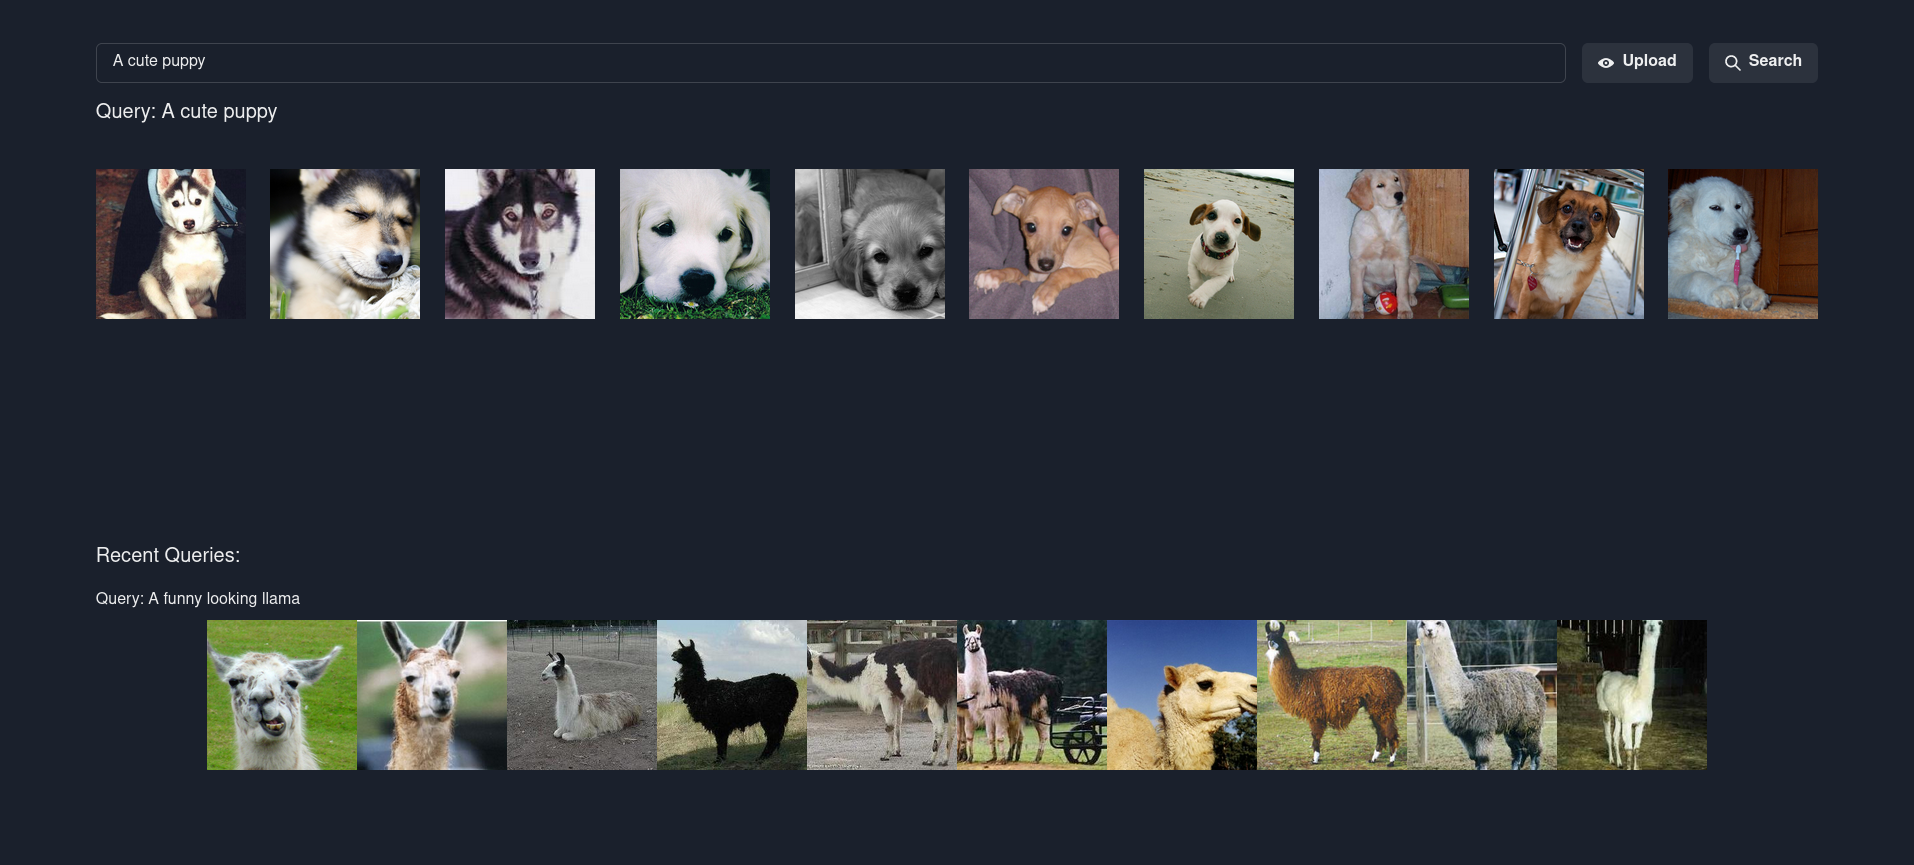 A cute puppy
Upload
Search
Query: A cute puppy
Recent Queries:
Query: A funny looking llama